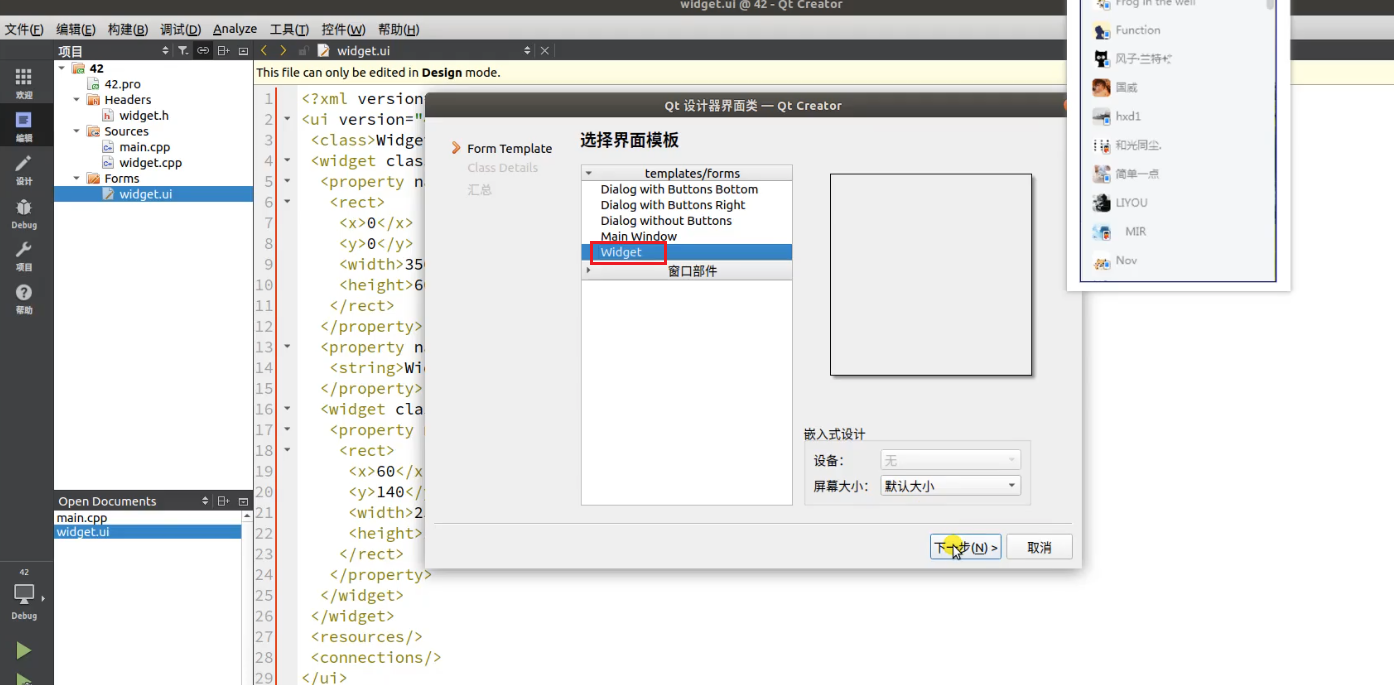 widget.ui @ 42 - Qt Creator
文件(F) 编辑(E) 构建(B) 调试(D) Analyze 工具(T) 控件(W) 帮助(H)
项目
widget.ui
欢迎
编辑
设计
Debug
项目
帮助
42
Debug
42
42.pro
Headers
widget.h
Sources
main.cpp
widget.cpp
Forms
widget.ui
Open Documents
main.cpp
widget.ui
This file can only be edited in Design mode.
1 <?xml version
2 <ui version="
3 <class>Widge
4 <widget clas
5 <property n
6 <rect>
7 <x>0</x>
8 <y>0</y>
9 <width>35
10 <height>6
11 </rect>
12 </property>
13 <property n
14 <string>Wi
15 </property>
16 <widget cla
17 <property
18 <rect>
19 <x>60</x
20 <y>140</
21 <width>2
22 <height>
23 </rect>
24 </property>
25 </widget>
26 </widget>
27 <resources/>
28 <connections/>
29 </ui>
Qt 设计器界面类 — Qt Creator
Form Template
Class Details
汇总
选择界面模板
templates/forms
Dialog with Buttons Bottom
Dialog with Buttons Right
Dialog without Buttons
Main Window
Widget
窗口部件
嵌入式设计
设备: 无
屏幕大小: 默认大小
下一步(N) >
取消
Frog in the well
Function
风子·兰特
国威
hxd1
和光同尘.
简单一点
LIYOU
MIR
Nov